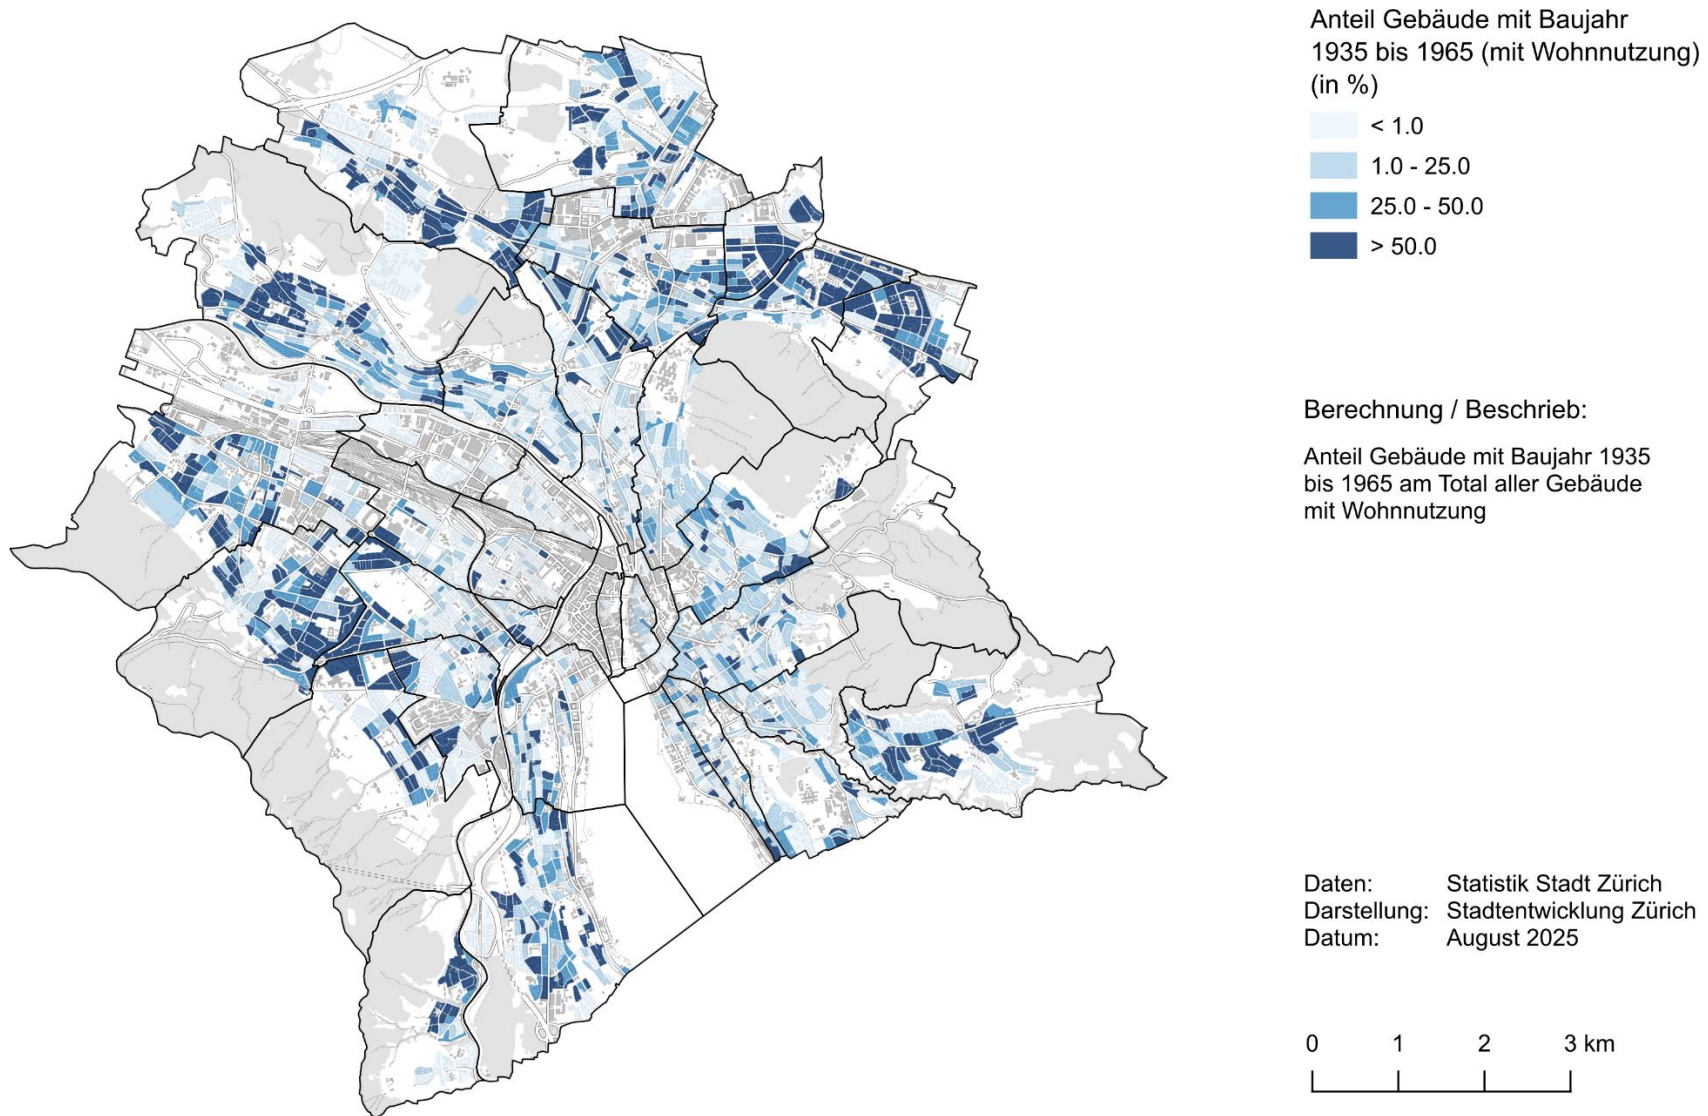 Anteil Gebäude mit Baujahr
1935 bis 1965 (mit Wohnnutzung)
(in %)
< 1.0
1.0 - 25.0
25.0 - 50.0
> 50.0
Berechnung / Beschrieb:
Anteil Gebäude mit Baujahr 1935
bis 1965 am Total aller Gebäude
mit Wohnnutzung
Daten: Statistik Stadt Zürich
Darstellung: Stadtentwicklung Zürich
Datum: August 2025
0 1 2 3 km